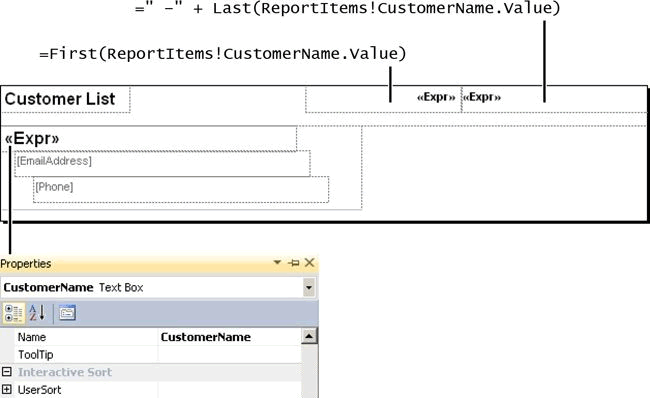 =" –" + Last(ReportItems!CustomerName.Value)
=First(ReportItems!CustomerName.Value)
Customer List «Expr» «Expr»
«Expr»
[EmailAddress]
[Phone]
Properties
CustomerName Text Box
Name CustomerName
ToolTip
Interactive Sort
UserSort